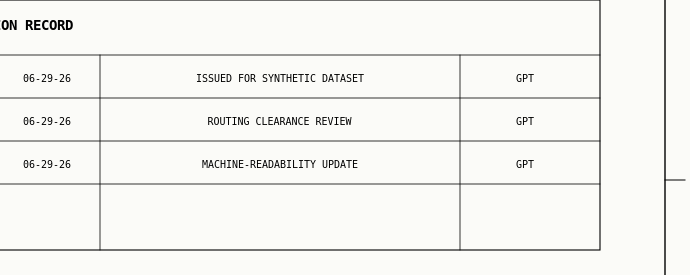 ON RECORD
06-29-26 ISSUED FOR SYNTHETIC DATASET GPT
06-29-26 ROUTING CLEARANCE REVIEW GPT
06-29-26 MACHINE-READABILITY UPDATE GPT